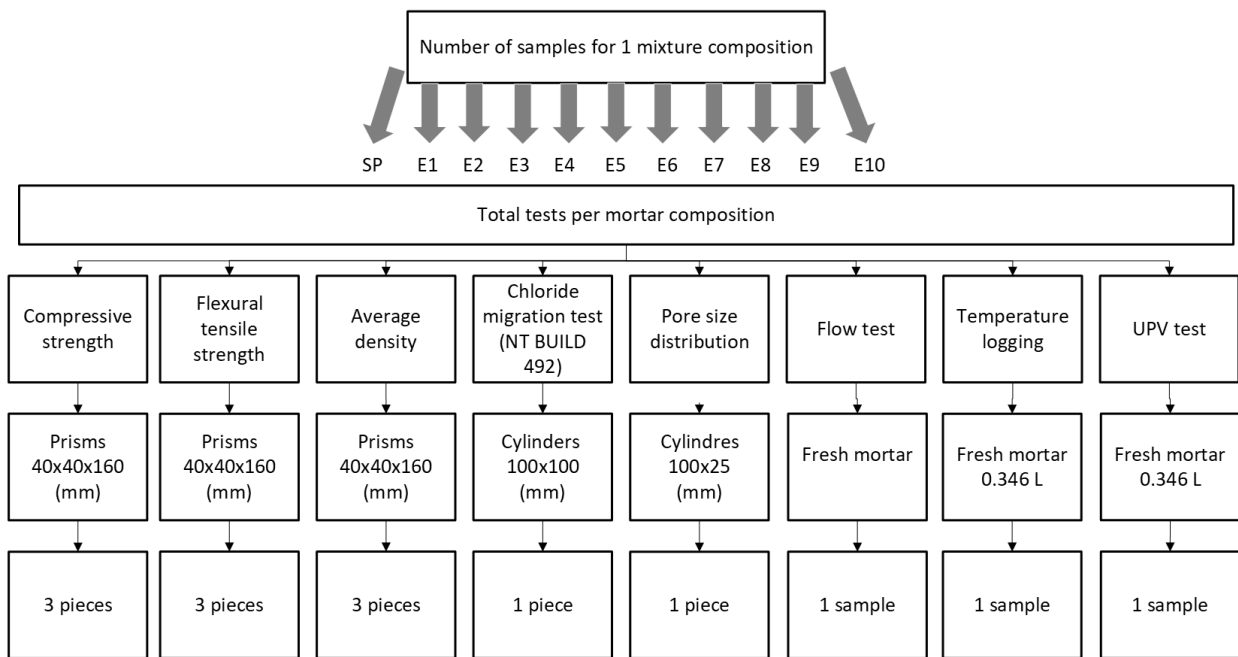 Number of samples for 1 mixture composition
SP E1 E2 E3 E4 E5 E6 E7 E8 E9 E10
Total tests per mortar composition
Compressive
strength
Flexural
tensile
strength
Average
density
Chloride
migration test
(NT BUILD
492)
Pore size
distribution
Flow test
Temperature
logging
UPV test
Prisms
40x40x160
(mm)
Prisms
40x40x160
(mm)
Prisms
40x40x160
(mm)
Cylinders
100x100
(mm)
Cylindres
100x25
(mm)
Fresh mortar
Fresh mortar
0.346 L
Fresh mortar
0.346 L
3 pieces
3 pieces
3 pieces
1 piece
1 piece
1 sample
1 sample
1 sample